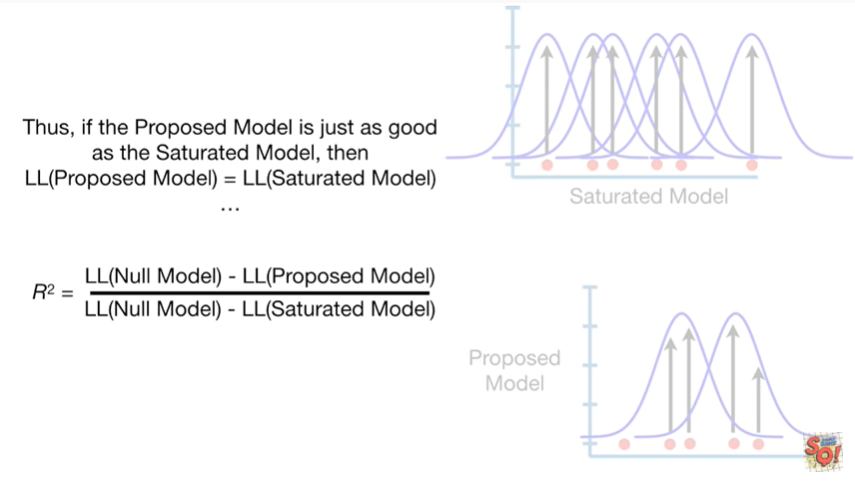 Thus, if the Proposed Model is just as good
as the Saturated Model, then
LL(Proposed Model) = LL(Saturated Model)
...
R² =
LL(Null Model) - LL(Proposed Model)
LL(Null Model) - LL(Saturated Model)
Saturated Model
Proposed
Model
SQ!